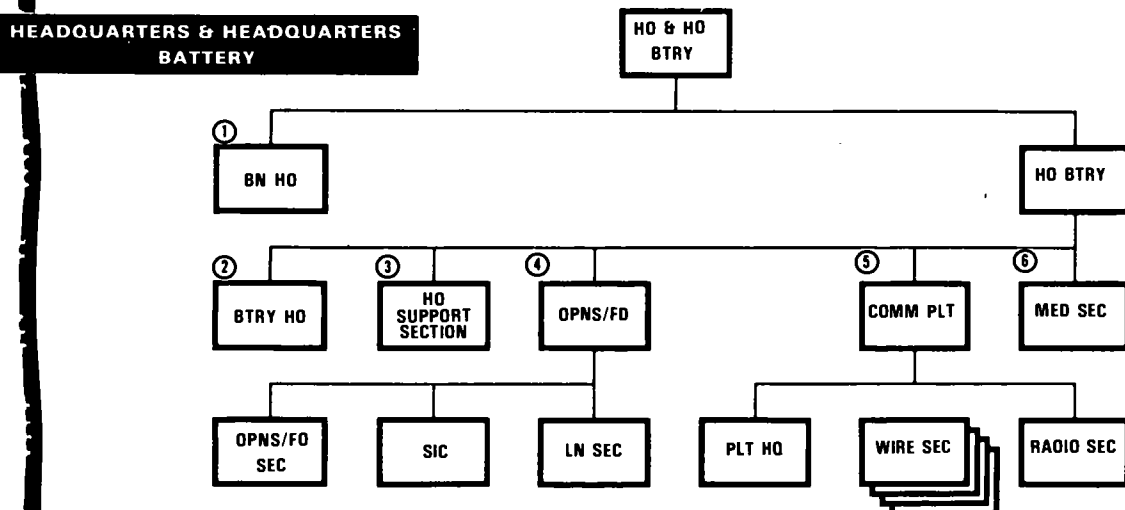 HEADQUARTERS & HEADQUARTERS
BATTERY
HQ & HQ
BTRY
①
BN HQ
HQ BTRY
②
BTRY HQ
③
HQ
SUPPORT
SECTION
④
OPNS/FD
⑤
COMM PLT
⑥
MED SEC
OPNS/FD
SEC
SIC
LN SEC
PLT HQ
WIRE SEC
RADIO SEC